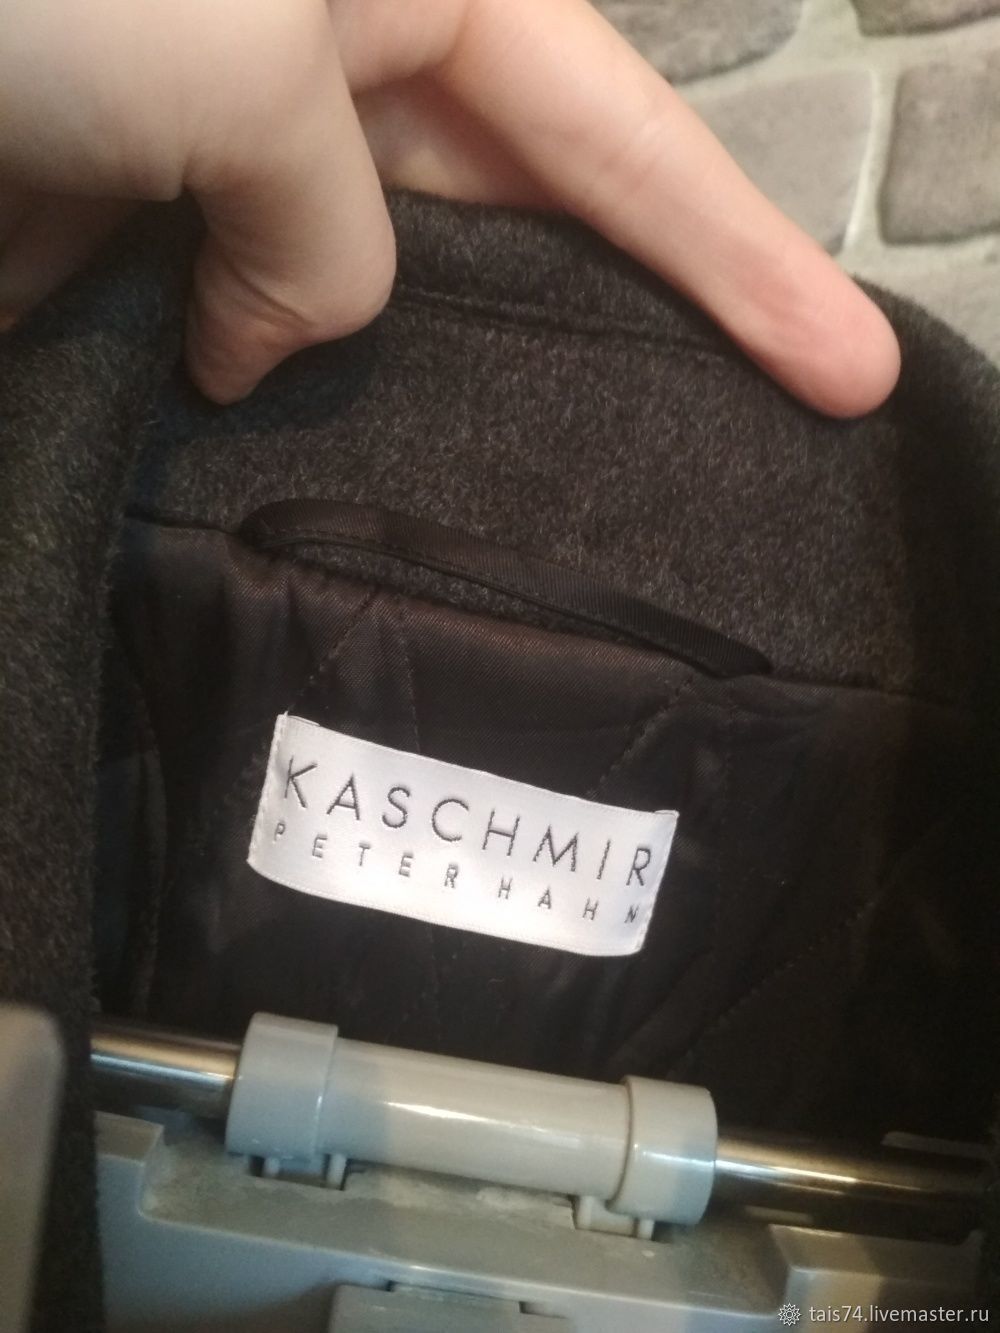 KASCHMIR
PETER HAHN
tais74.livemaster.ru